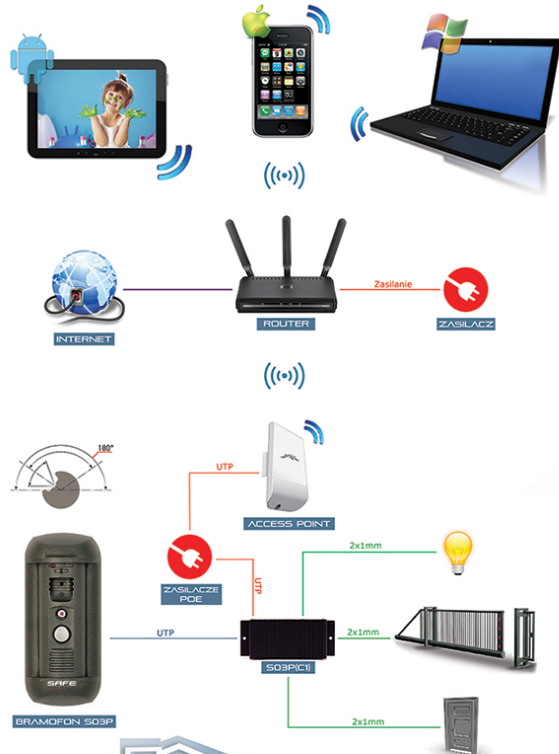 Zasilanie
INTERNET
ROUTER
ZASILACZ
180°
UTP
ACCESS POINT
2x1mm
ZASILACZE
POE
UTP
UTP
2x1mm
S03P(C1)
SAFE
BRAMOFON S03P
2x1mm